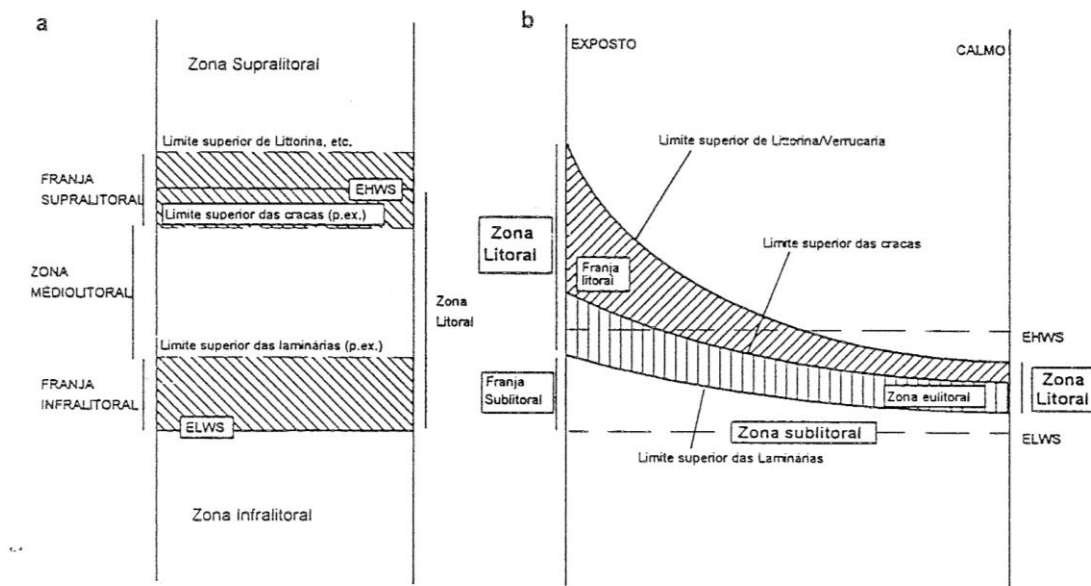 a
Zona Supralitoral
Limite superior de Littorina, etc.
FRANJA
SUPRALITORAL
EHWS
Limite superior das cracas (p.ex.)
ZONA
MEDIOLITORAL
Zona
Litoral
Limite superior das laminárias (p.ex.)
FRANJA
INFRALITORAL
ELWS
Zona Infralitoral
b
EXPOSTO
CALMO
Limite superior de Littorina/Verrucaria
Zona
Litoral
Limite superior das cracas
Franja
litoral
EHWS
Franja
Sublitoral
Zona eulitoral
Zona
Litoral
Zona sublitoral
ELWS
Limite superior das Laminárias